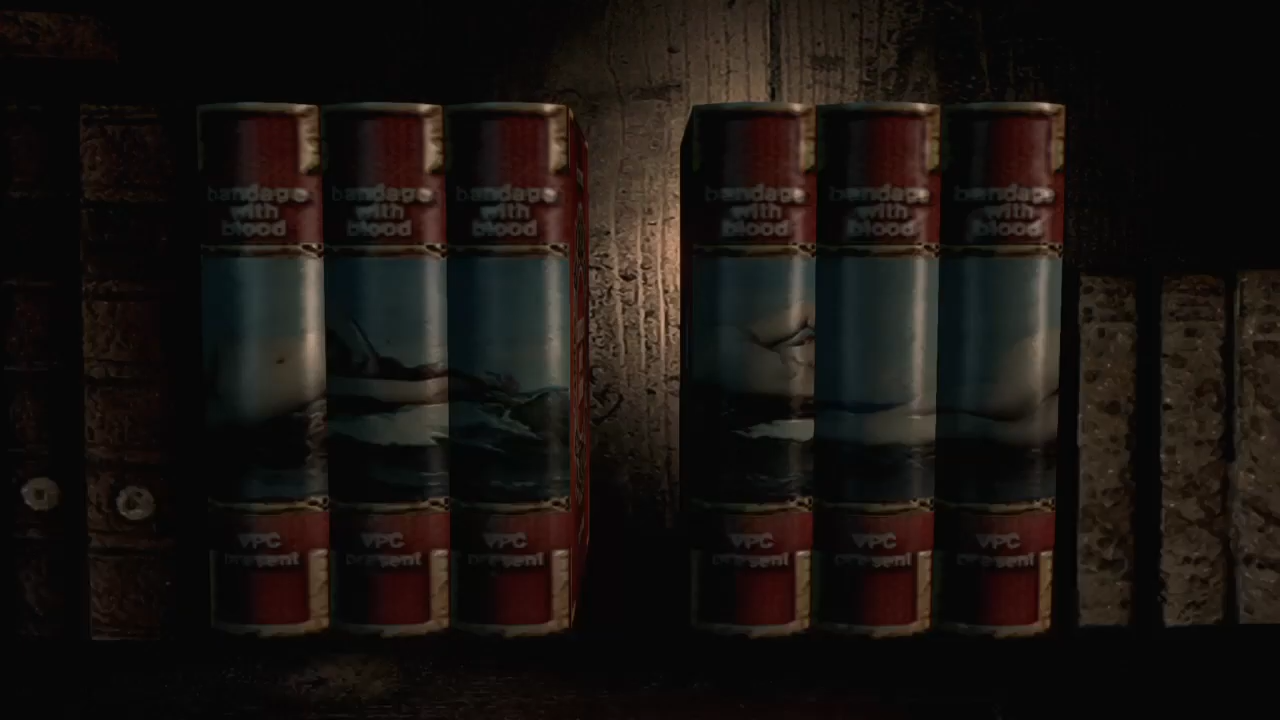 bandage
with
blood
bandage
with
blood
bandage
with
blood
bandage
with
blood
bandage
with
blood
bandage
with
blood
VPC
present
VPC
present
VPC
present
VPC
present
VPC
present
VPC
present